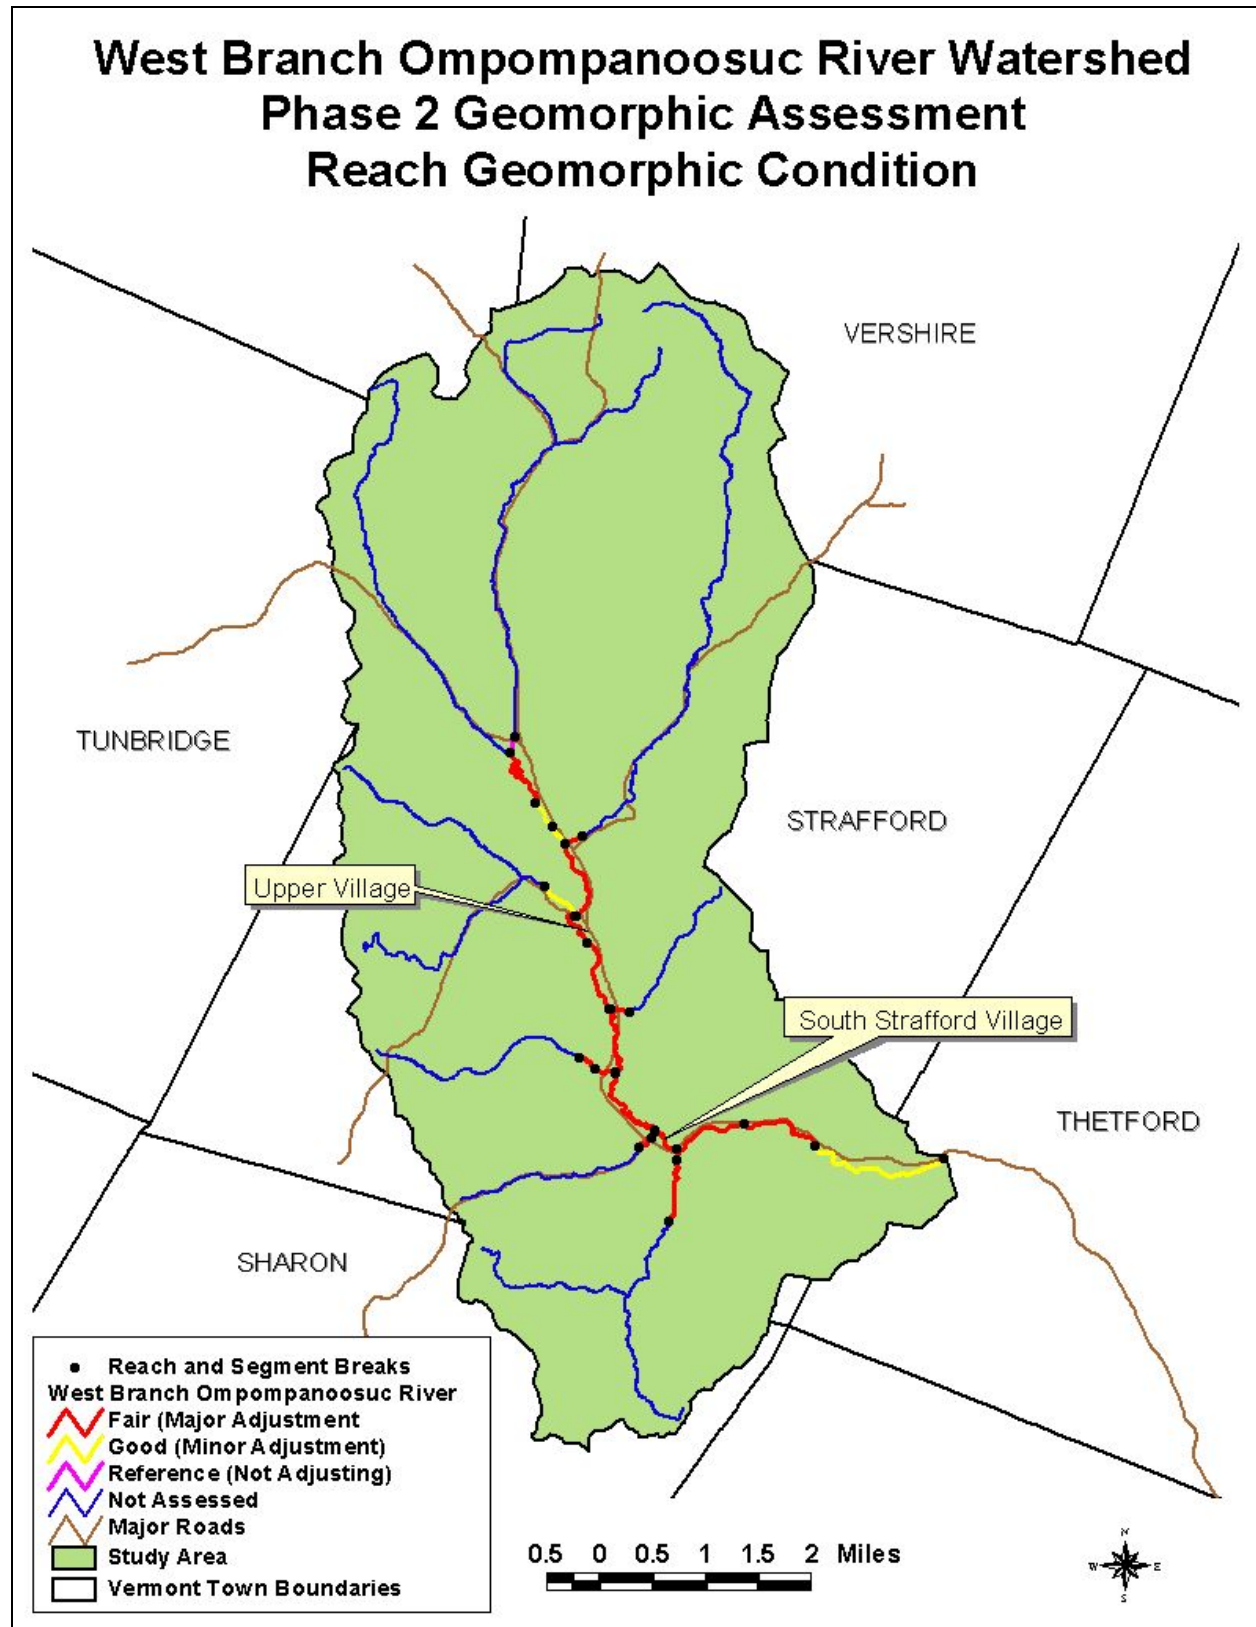 West Branch Ompompanoosuc River Watershed
Phase 2 Geomorphic Assessment
Reach Geomorphic Condition
VERSHIRE
TUNBRIDGE
STRAFFORD
Upper Village
South Strafford Village
THETFORD
SHARON
Reach and Segment Breaks
West Branch Ompompanoosuc River
Fair (Major Adjustment
Good (Minor Adjustment)
Reference (Not Adjusting)
Not Assessed
Major Roads
Study Area
Vermont Town Boundaries
0.5 0 0.5 1 1.5 2 Miles
N
W E
S